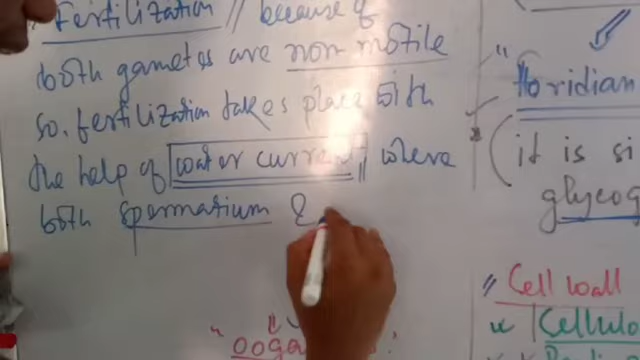 Fertilization // because of
both gametes are non motile
so, fertilization takes place with
the help of water current // where
both spermatium &
"
Floridian
(it is si
glycog
" ooga
// Cell wall
Cellulo